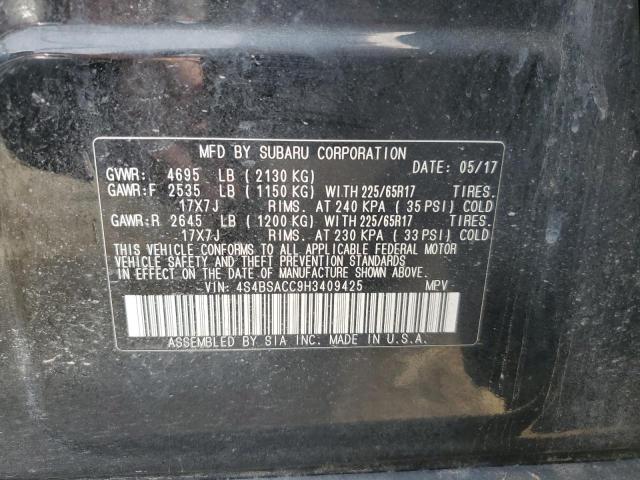 MFD BY SUBARU CORPORATION
DATE: 05/17
GVWR: 4695 LB ( 2130 KG)
GAWR:F 2535 LB ( 1150 KG) WITH 225/65R17 TIRES.
17X7J RIMS. AT 240 KPA ( 35 PSI) COLD
GAWR:R 2645 LB ( 1200 KG) WITH 225/65R17 TIRES.
17X7J RIMS. AT 230 KPA ( 33 PSI) COLD
THIS VEHICLE CONFORMS TO ALL APPLICABLE FEDERAL MOTOR
VEHICLE SAFETY AND THEFT PREVENTION STANDARDS
IN EFFECT ON THE DATE OF MANUFACTURE SHOWN ABOVE.
VIN: 4S4BSACC9H3409425 MPV
ASSEMBLED BY SIA INC. MADE IN U.S.A.